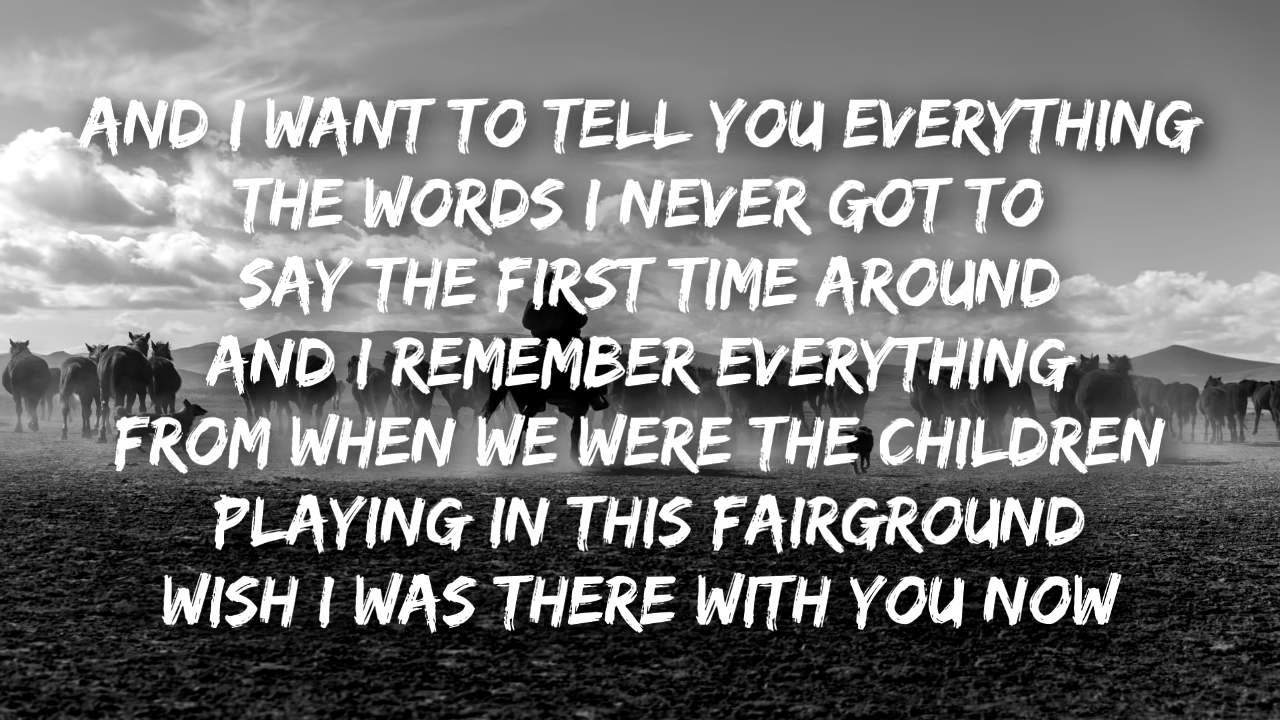 AND I WANT TO TELL YOU EVERYTHING
THE WORDS I NEVER GOT TO
SAY THE FIRST TIME AROUND
AND I REMEMBER EVERYTHING
FROM WHEN WE WERE THE CHILDREN
PLAYING IN THIS FAIRGROUND
WISH I WAS THERE WITH YOU NOW